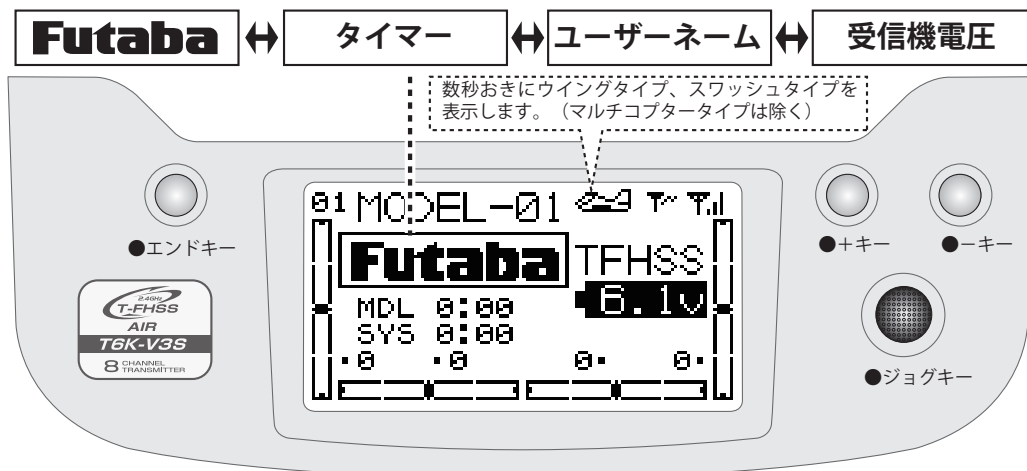 Futaba ↔ タイマー ↔ ユーザーネーム ↔ 受信機電圧
数秒おきにウイングタイプ、スワッシュタイプを
表示します。（マルチコプタータイプは除く）
01 MODEL-01
Futaba TFHSS
6.1v
MDL 0:00
SYS 0:00
・0 ・0 0・ 0・
●エンドキー
●＋キー
●－キー
●ジョグキー
2.4GHz
T-FHSS
AIR
T6K-V3S
8 CHANNEL
TRANSMITTER